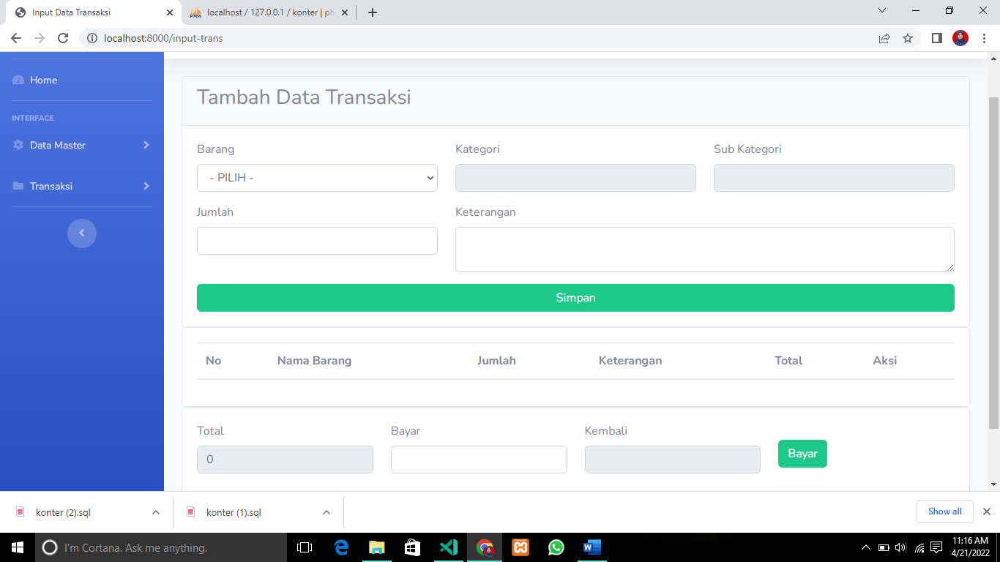 Input Data Transaksi
localhost / 127.0.0.1 / konter | ph
localhost:8000/input-trans
Home
INTERFACE
Data Master
Transaksi
Tambah Data Transaksi
Barang Kategori Sub Kategori
- PILIH -
Jumlah Keterangan
Simpan
No Nama Barang Jumlah Keterangan Total Aksi
Total Bayar Kembali
0
Bayar
konter (2).sql konter (1).sql Show all
I'm Cortana. Ask me anything.
11:16 AM
4/21/2022